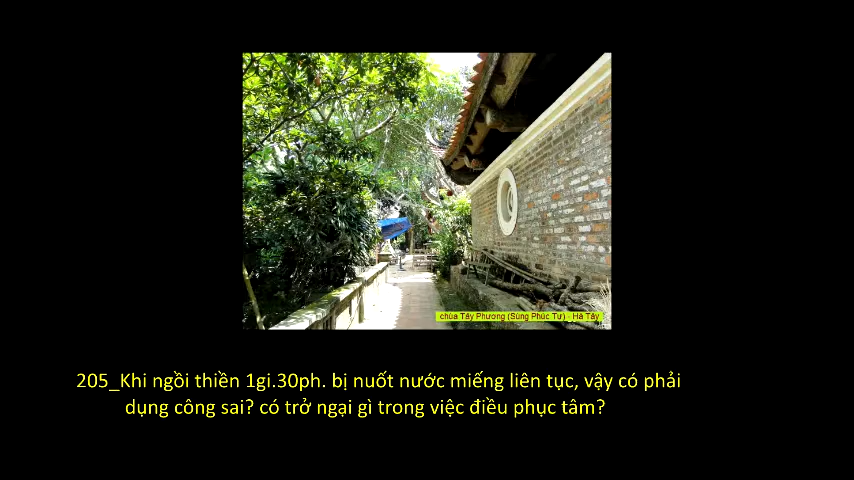 chùa Tây Phương (Sùng Phúc Tự) - Hà Tây
205_Khi ngồi thiền 1gi.30ph. bị nuốt nước miếng liên tục, vậy có phải
dụng công sai? có trở ngại gì trong việc điều phục tâm?